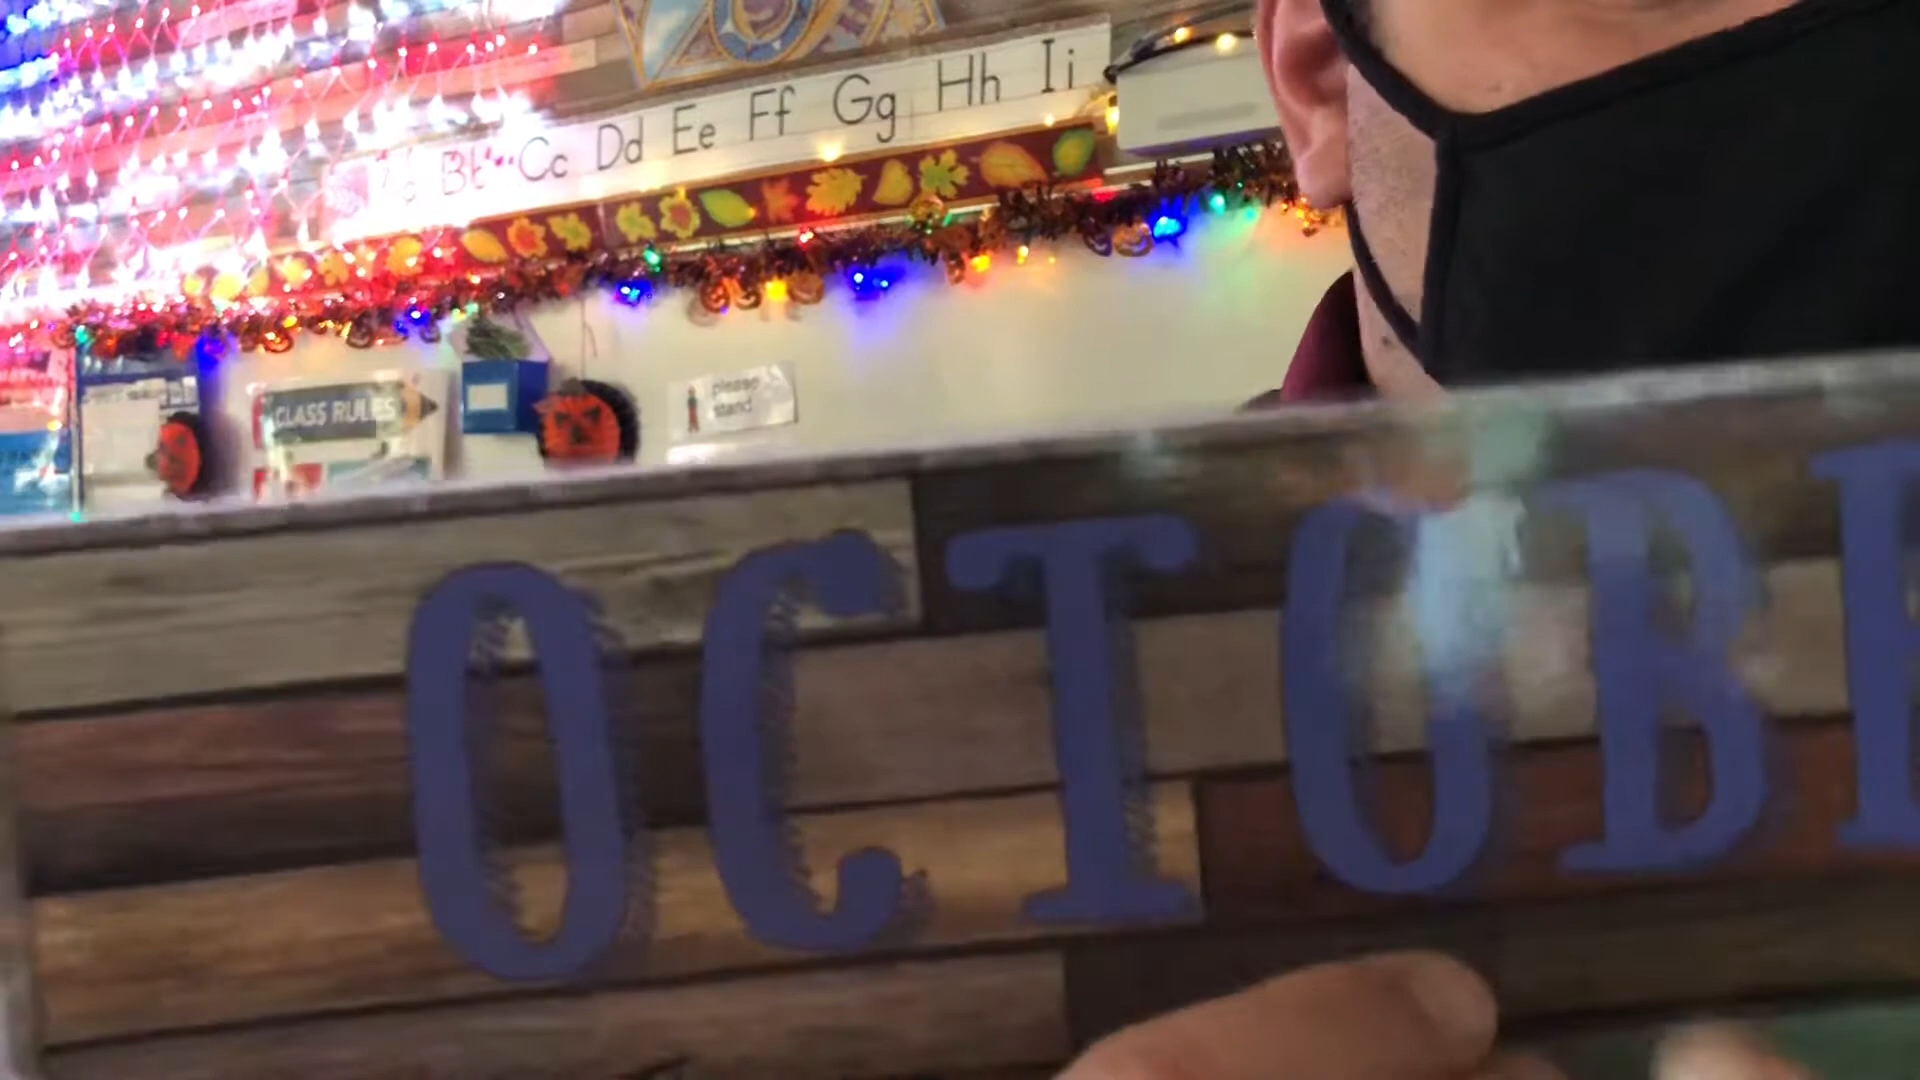 Bb Cc Dd Ee Ff Gg Hh Ii
CLASS RULES
please
stand
OCTOBE